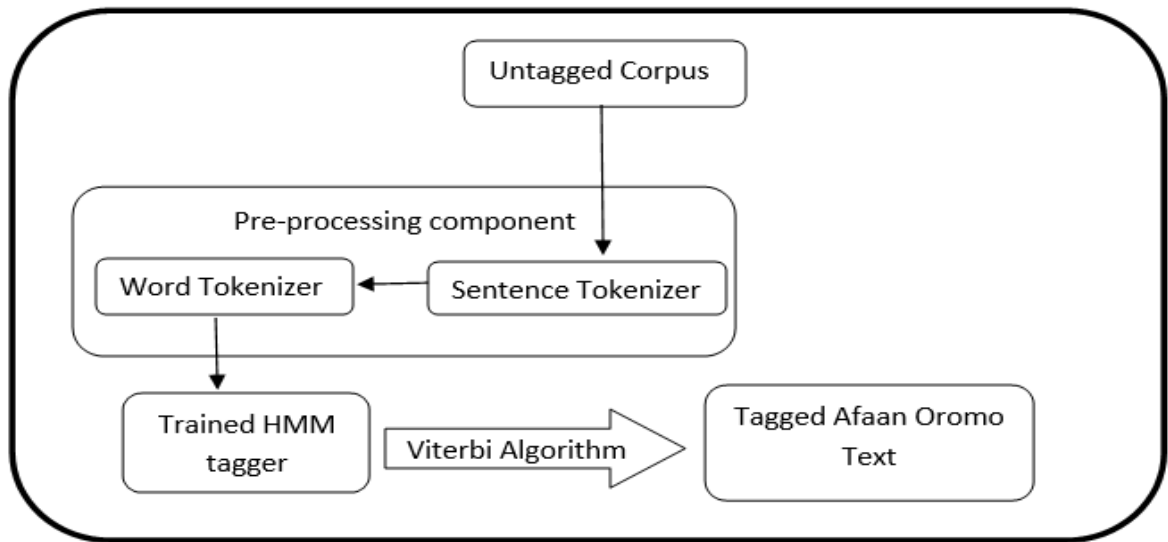 Untagged Corpus
Pre-processing component
Word Tokenizer
Sentence Tokenizer
Trained HMM
tagger
Viterbi Algorithm
Tagged Afaan Oromo
Text